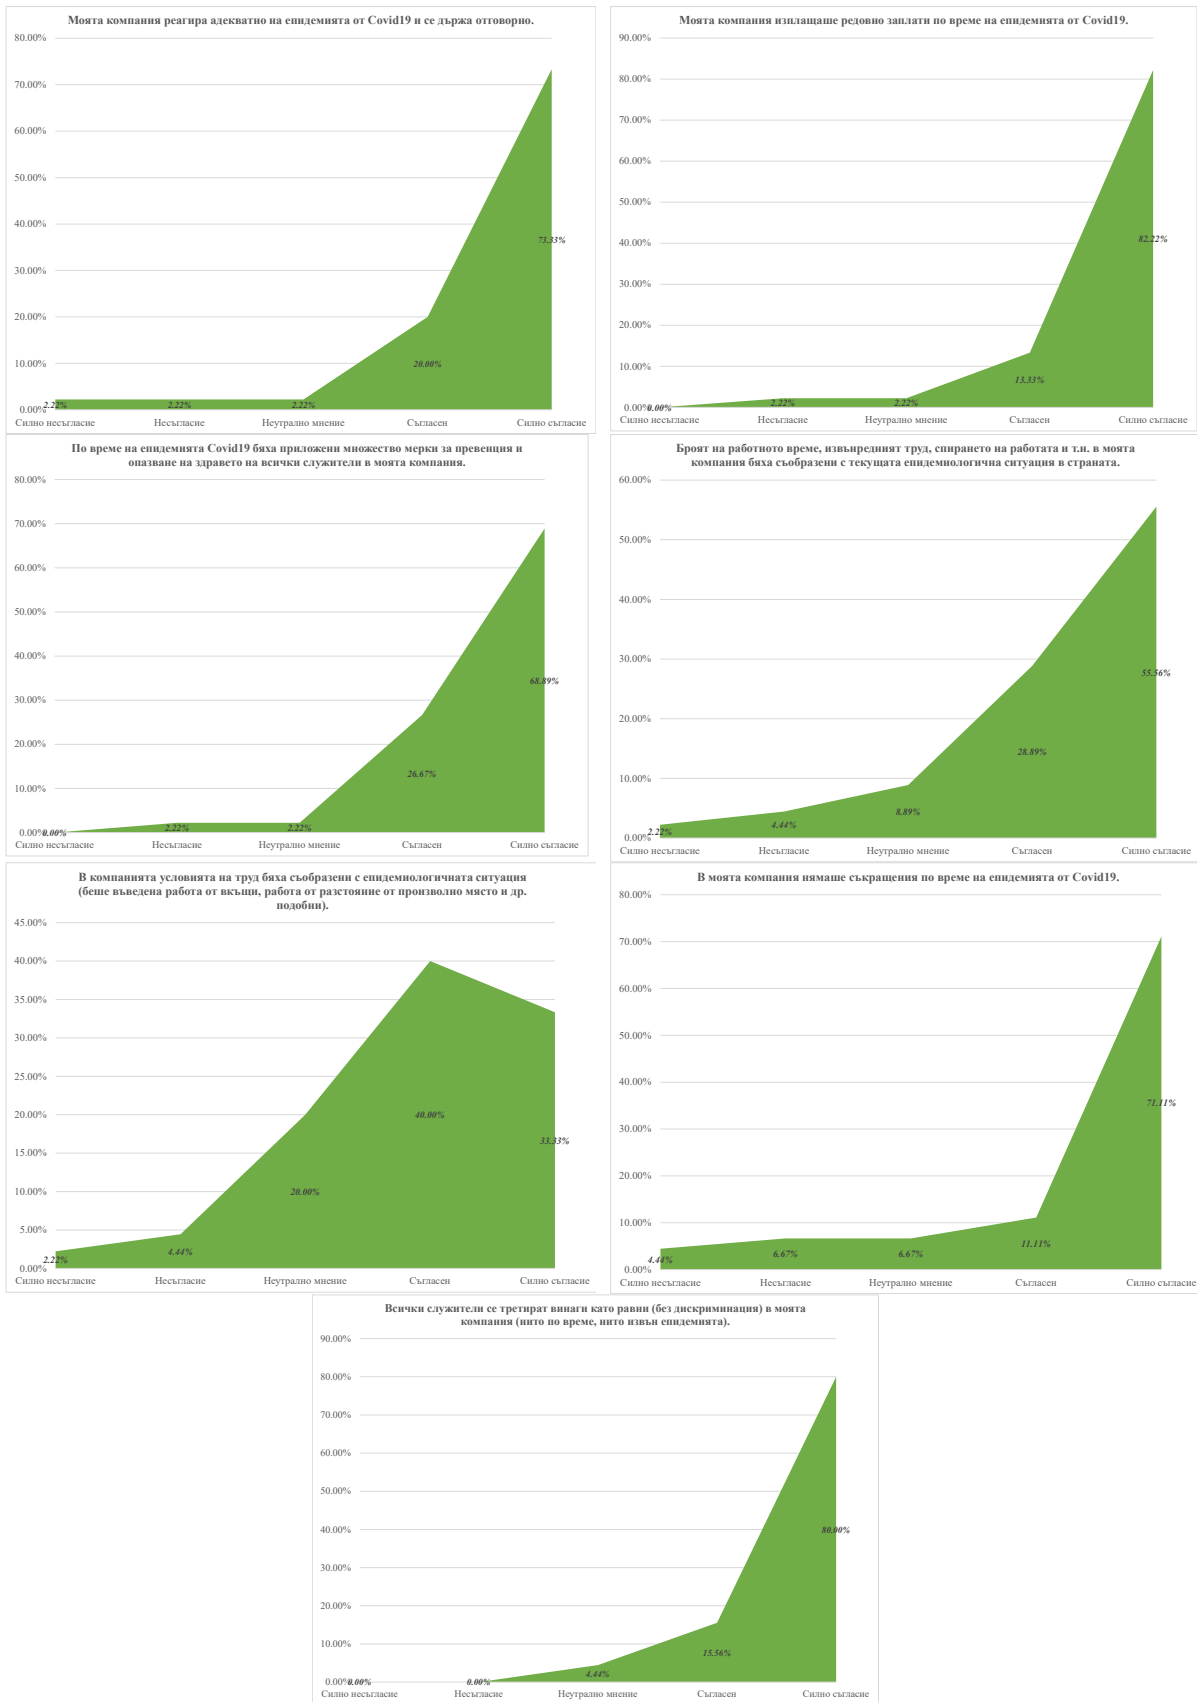 Моята компания реагира адекватно на епидемията от Covid19 и се държа отговорно.
80.00%
70.00%
60.00%
50.00%
40.00%
30.00%
20.00%
10.00%
0.00%
2.22%
2.22%
2.22%
20.00%
73.33%
Силно несъгласие
Несъгласие
Неутрално мнение
Съгласен
Силно съгласие
Моята компания изплащаше редовно заплати по време на епидемията от Covid19.
90.00%
80.00%
70.00%
60.00%
50.00%
40.00%
30.00%
20.00%
10.00%
0.00%
0.00%
2.22%
2.22%
13.33%
82.22%
Силно несъгласие
Несъгласие
Неутрално мнение
Съгласен
Силно съгласие
По време на епидемията Covid19 бяха приложени множество мерки за превенция и
опазване на здравето на всички служители в моята компания.
80.00%
70.00%
60.00%
50.00%
40.00%
30.00%
20.00%
10.00%
0.00%
0.00%
2.22%
2.22%
26.67%
68.89%
Силно несъгласие
Несъгласие
Неутрално мнение
Съгласен
Силно съгласие
Броят на работното време, извънредният труд, спирането на работата и т.н. в моята
компания бяха съобразени с текущата епидемиологична ситуация в страната.
60.00%
50.00%
40.00%
30.00%
20.00%
10.00%
0.00%
2.22%
4.44%
8.89%
28.89%
55.56%
Силно несъгласие
Несъгласие
Неутрално мнение
Съгласен
Силно съгласие
В компанията условията на труд бяха съобразени с епидемиологичната ситуация
(беше въведена работа от вкъщи, работа от разстояние от произволно място и др.
подобни).
45.00%
40.00%
35.00%
30.00%
25.00%
20.00%
15.00%
10.00%
5.00%
0.00%
2.22%
4.44%
20.00%
40.00%
33.33%
Силно несъгласие
Несъгласие
Неутрално мнение
Съгласен
Силно съгласие
В моята компания нямаше съкращения по време на епидемията от Covid19.
80.00%
70.00%
60.00%
50.00%
40.00%
30.00%
20.00%
10.00%
0.00%
4.44%
6.67%
6.67%
11.11%
71.11%
Силно несъгласие
Несъгласие
Неутрално мнение
Съгласен
Силно съгласие
Всички служители се третират винаги като равни (без дискриминация) в моята
компания (нито по време, нито извън епидемията).
90.00%
80.00%
70.00%
60.00%
50.00%
40.00%
30.00%
20.00%
10.00%
0.00%
0.00%
0.00%
4.44%
15.56%
80.00%
Силно несъгласие
Несъгласие
Неутрално мнение
Съгласен
Силно съгласие